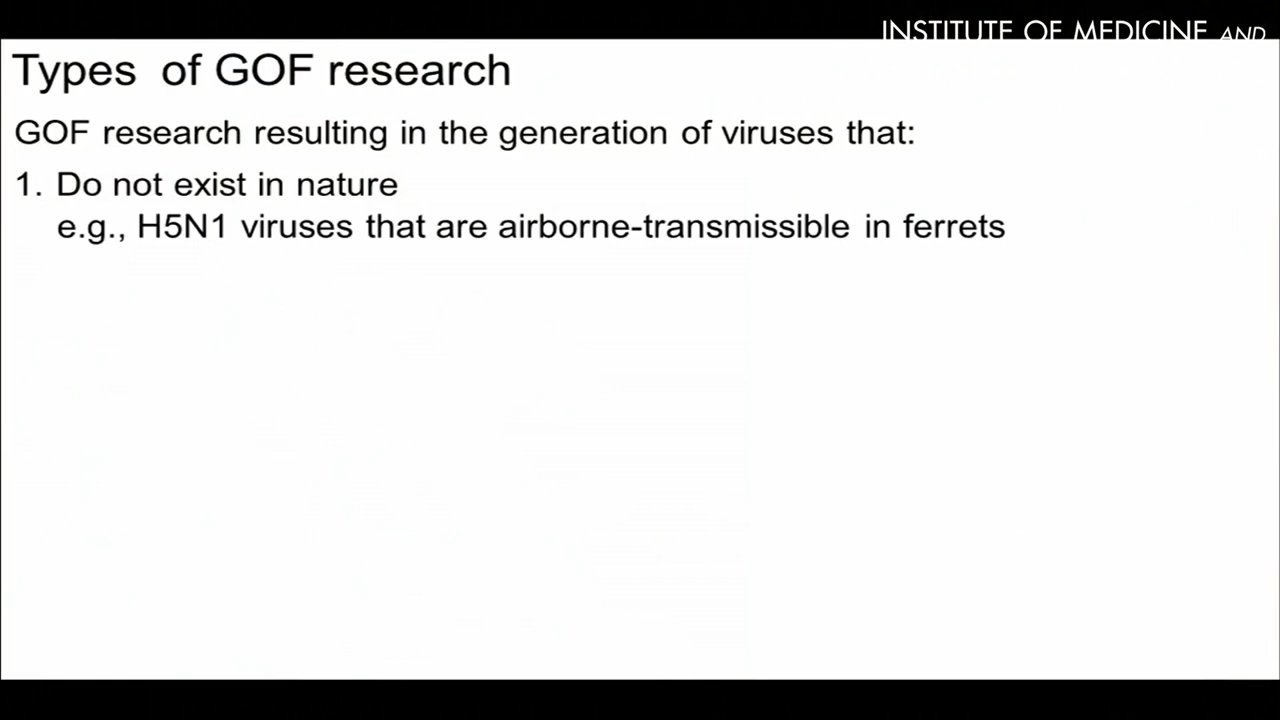 INSTITUTE OF MEDICINE AND
Types of GOF research
GOF research resulting in the generation of viruses that:
1. Do not exist in nature
e.g., H5N1 viruses that are airborne-transmissible in ferrets